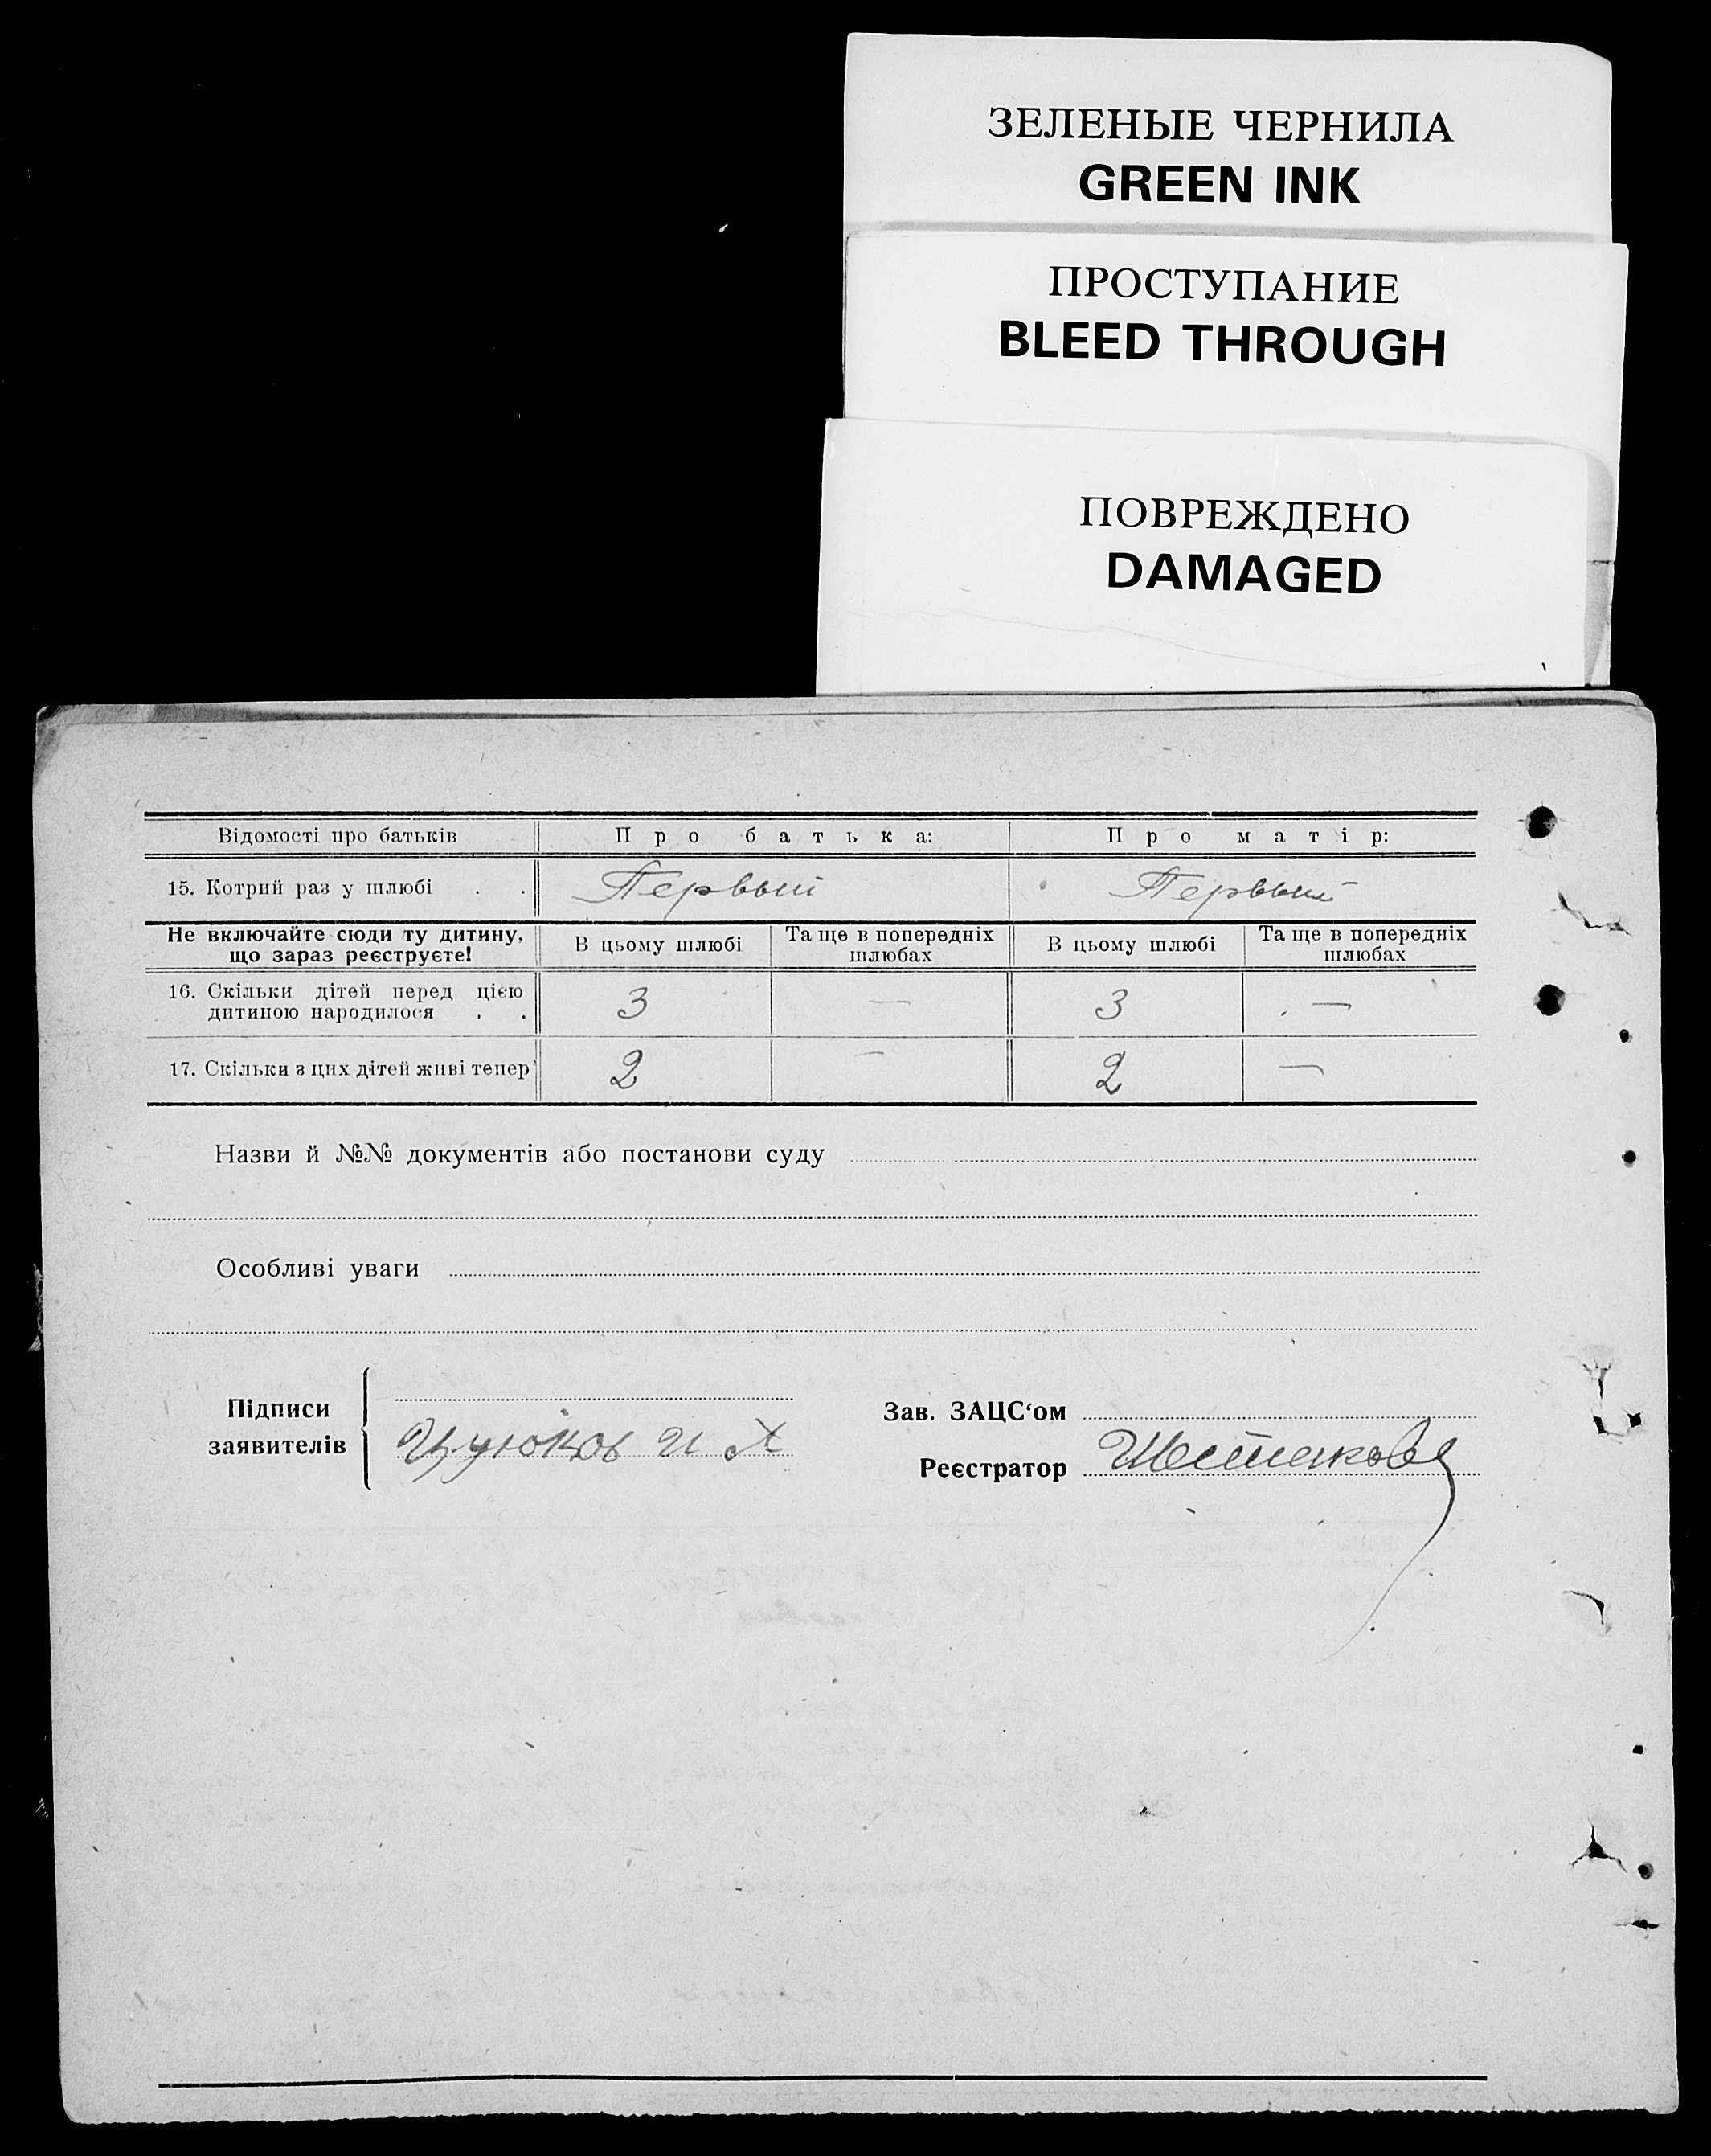 ЗЕЛЕНЫЕ ЧЕРНИЛА
GREEN INK
ПРОСТУПАНИЕ
BLEED THROUGH
ПОВРЕЖДЕНО
DAMAGED
Відомості про батьків Про батька: Про матір:
15. Котрий раз у шлюбі . . Первый Первый
Не включайте сюди ту дитину,
що зараз реєструєте!
В цьому шлюбі
Та ще в попередніх
шлюбах
В цьому шлюбі
Та ще в попередніх
шлюбах
16. Скільки дітей перед цією
дитиною народилося . . 3 — 3 —
17. Скільки з цих дітей живі тепер 2 — 2 —
Назви й №№ документів або постанови суду
Особливі уваги
Підписи
заявителів
Цуюков И Х
Зав. ЗАЦС‘ом
Реєстратор Шестакова